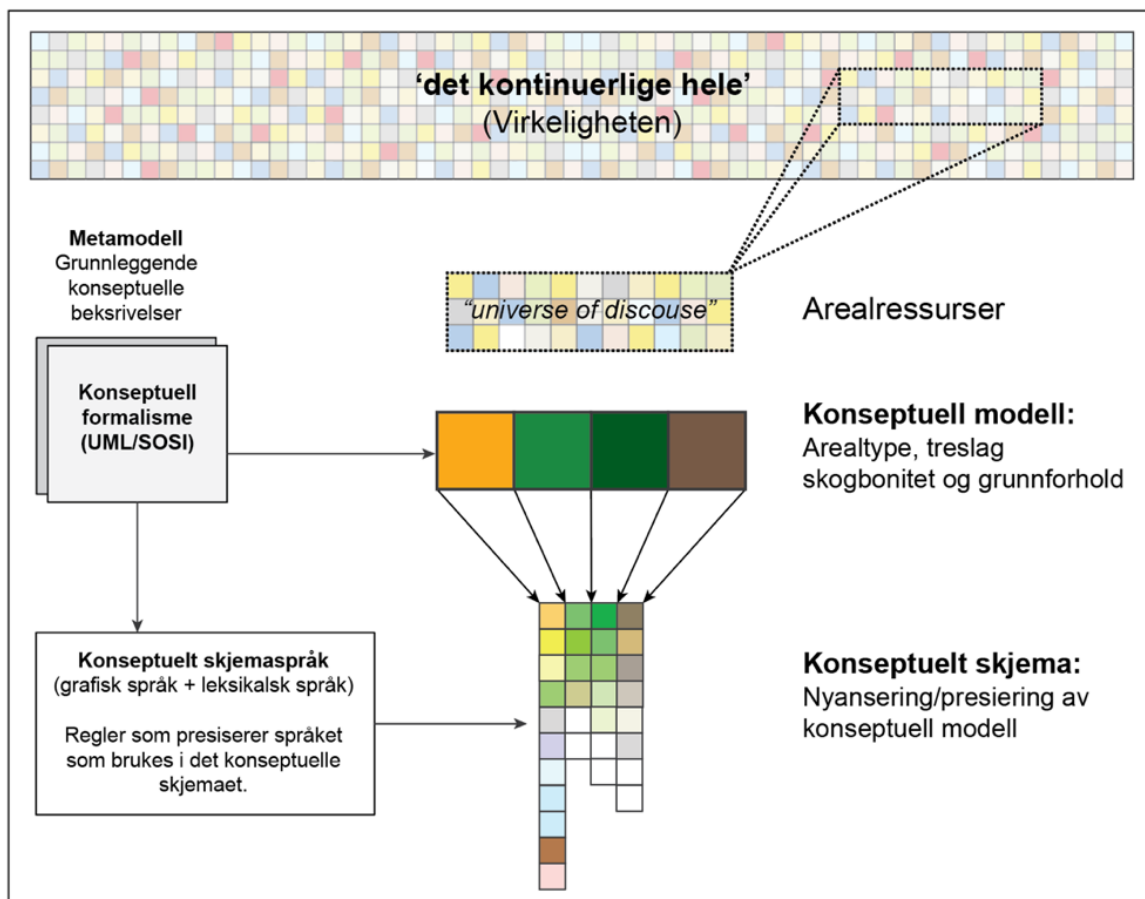 ‘det kontinuerlige hele’
(Virkeligheten)
Metamodell
Grunnleggende
konseptuelle
beksrivelser
“universe of discouse”
Arealressurser
Konseptuell
formalisme
(UML/SOSI)
Konseptuell modell:
Arealtype, treslag
skogbonitet og grunnforhold
Konseptuelt skjemaspråk
(grafisk språk + leksikalsk språk)
Regler som presiserer språket
som brukes i det konseptuelle
skjemaet.
Konseptuelt skjema:
Nyansering/presiering av
konseptuell modell